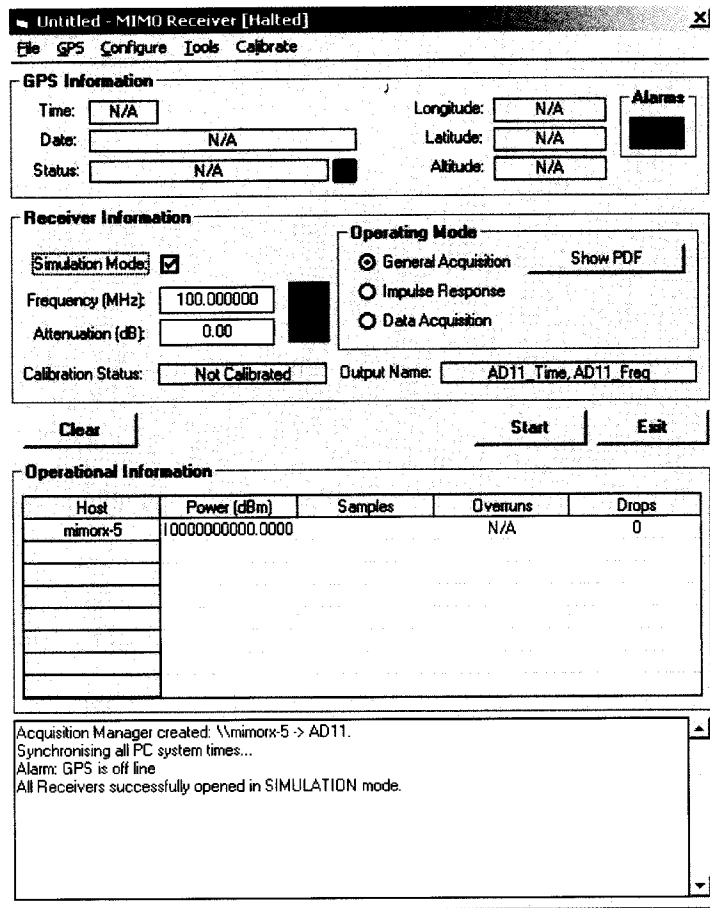 Untitled - MIMO Receiver [Halted]
File GPS Configure Tools Calibrate
GPS Information
Time: N/A
Date: N/A
Status: N/A
Longitude: N/A
Latitude: N/A
Altitude: N/A
Alarms
Receiver Information
Simulation Mode:
Frequency (MHz): 100.000000
Attenuation (dB): 0.00
Operating Mode
General Acquisition
Impulse Response
Data Acquisition
Show PDF
Calibration Status: Not Calibrated
Output Name: AD11_Time, AD11_Freq
Clear
Start
Exit
Operational Information
Host Power (dBm) Samples Overruns Drops
mimorx-5 10000000000.0000 N/A 0
Acquisition Manager created: \\mimorx-5 -> AD11.
Synchronising all PC system times...
Alarm: GPS is off line
All Receivers successfully opened in SIMULATION mode.